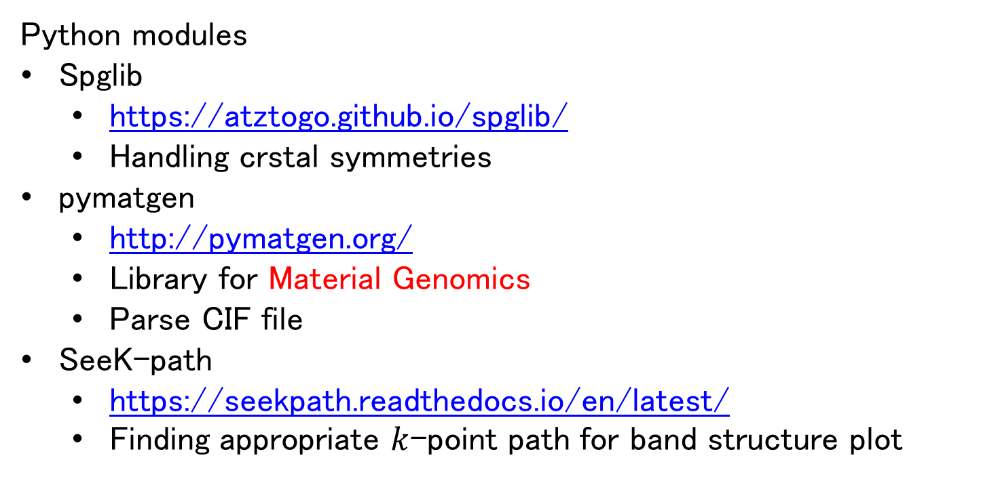 Python modules
• Spglib
• https://atztogo.github.io/spglib/
• Handling crstal symmetries
• pymatgen
• http://pymatgen.org/
• Library for Material Genomics
• Parse CIF file
• SeeK-path
• https://seekpath.readthedocs.io/en/latest/
• Finding appropriate k-point path for band structure plot